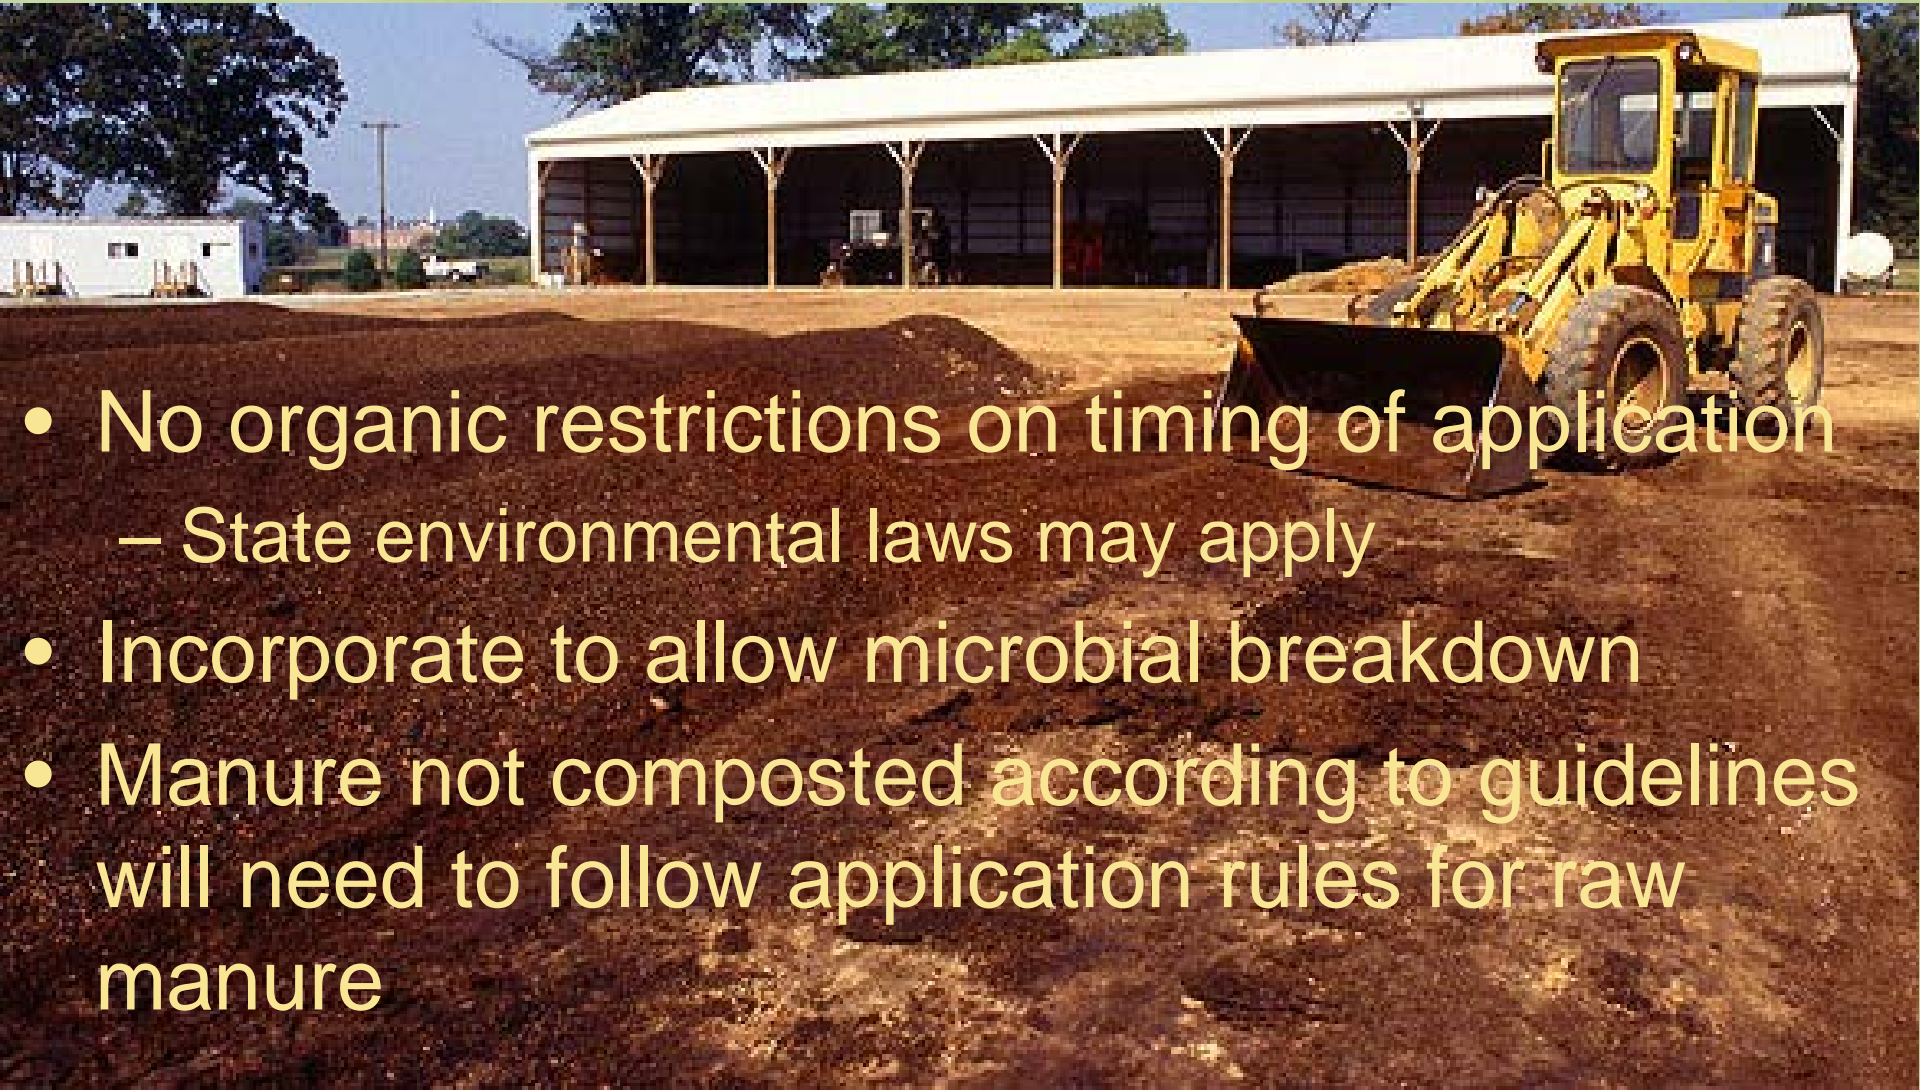 • No organic restrictions on timing of application
– State environmental laws may apply
• Incorporate to allow microbial breakdown
• Manure not composted according to guidelines
will need to follow application rules for raw
manure